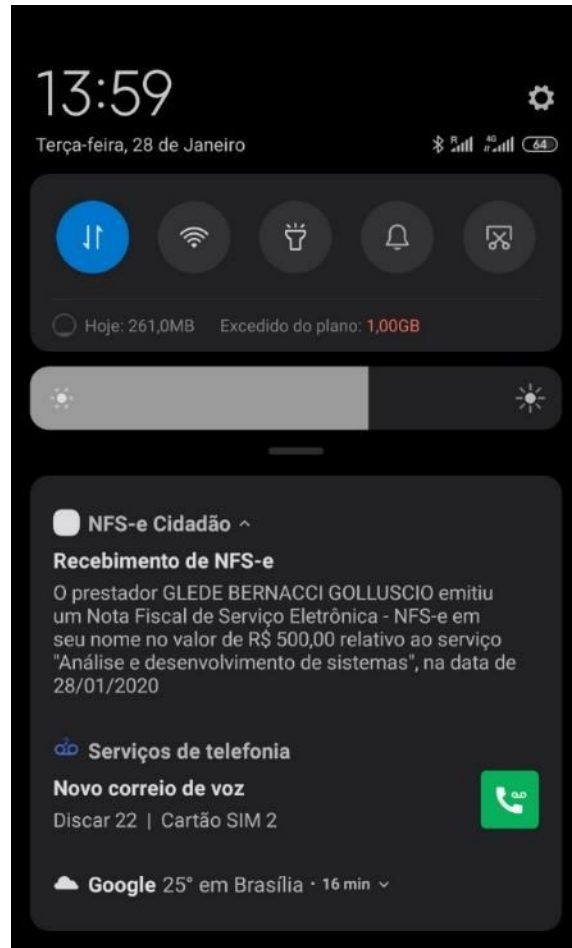 13:59
Terça-feira, 28 de Janeiro
R 4G 64
Hoje: 261,0MB Excedido do plano: 1,00GB
NFS-e Cidadão
Recebimento de NFS-e
O prestador GLEDE BERNACCI GOLLUSCIO emitiu
um Nota Fiscal de Serviço Eletrônica - NFS-e em
seu nome no valor de R$ 500,00 relativo ao serviço
"Análise e desenvolvimento de sistemas", na data de
28/01/2020
Serviços de telefonia
Novo correio de voz
Discar 22 | Cartão SIM 2
Google 25° em Brasília · 16 min